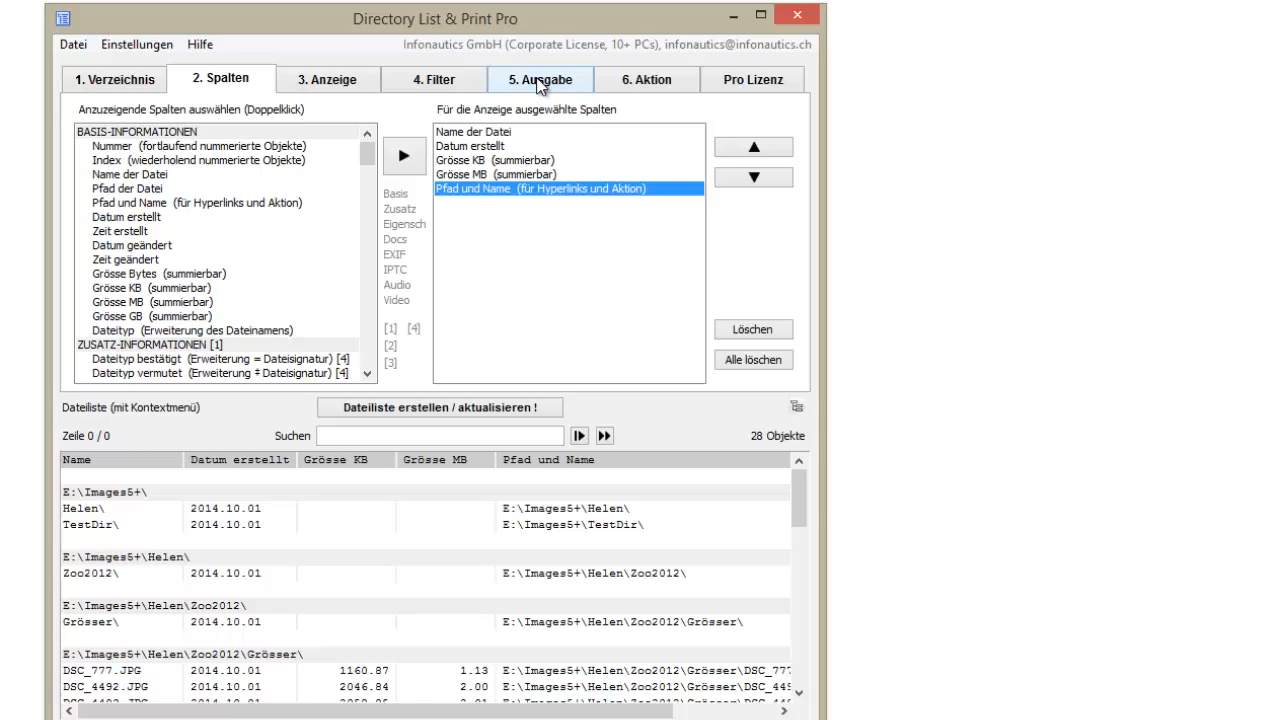 Directory List & Print Pro
Datei Einstellungen Hilfe Infonautics GmbH (Corporate License, 10+ PCs), infonautics@infonautics.ch
1. Verzeichnis 2. Spalten 3. Anzeige 4. Filter 5. Ausgabe 6. Aktion Pro Lizenz
Anzuzeigende Spalten auswählen (Doppelklick)
BASIS-INFORMATIONEN
Nummer (fortlaufend nummerierte Objekte)
Index (wiederholend nummerierte Objekte)
Name der Datei
Pfad der Datei
Pfad und Name (für Hyperlinks und Aktion)
Datum erstellt
Zeit erstellt
Datum geändert
Zeit geändert
Grösse Bytes (summierbar)
Grösse KB (summierbar)
Grösse MB (summierbar)
Grösse GB (summierbar)
Dateityp (Erweiterung des Dateinamens)
ZUSATZ-INFORMATIONEN [1]
Dateityp bestätigt (Erweiterung = Dateisignatur) [4]
Dateityp vermutet (Erweiterung ‡ Dateisignatur) [4]
Basis
Zusatz
Eigensch
Docs
EXIF
IPTC
Audio
Video
[1] [4]
[2]
[3]
Für die Anzeige ausgewählte Spalten
Name der Datei
Datum erstellt
Grösse KB (summierbar)
Grösse MB (summierbar)
Pfad und Name (für Hyperlinks und Aktion)
Löschen
Alle löschen
Dateiliste (mit Kontextmenü) Dateiliste erstellen / aktualisieren !
Zeile 0 / 0 Suchen 28 Objekte
Name Datum erstellt Grösse KB Grösse MB Pfad und Name
E:\Images5+\
Helen\ 2014.10.01 E:\Images5+\Helen\
TestDir\ 2014.10.01 E:\Images5+\TestDir\
E:\Images5+\Helen\
Zoo2012\ 2014.10.01 E:\Images5+\Helen\Zoo2012\
E:\Images5+\Helen\Zoo2012\
Grösser\ 2014.10.01 E:\Images5+\Helen\Zoo2012\Grösser\
E:\Images5+\Helen\Zoo2012\Grösser\
DSC_777.JPG 2014.10.01 1160.87 1.13 E:\Images5+\Helen\Zoo2012\Grösser\DSC_777
DSC_4492.JPG 2014.10.01 2046.84 2.00 E:\Images5+\Helen\Zoo2012\Grösser\DSC_449